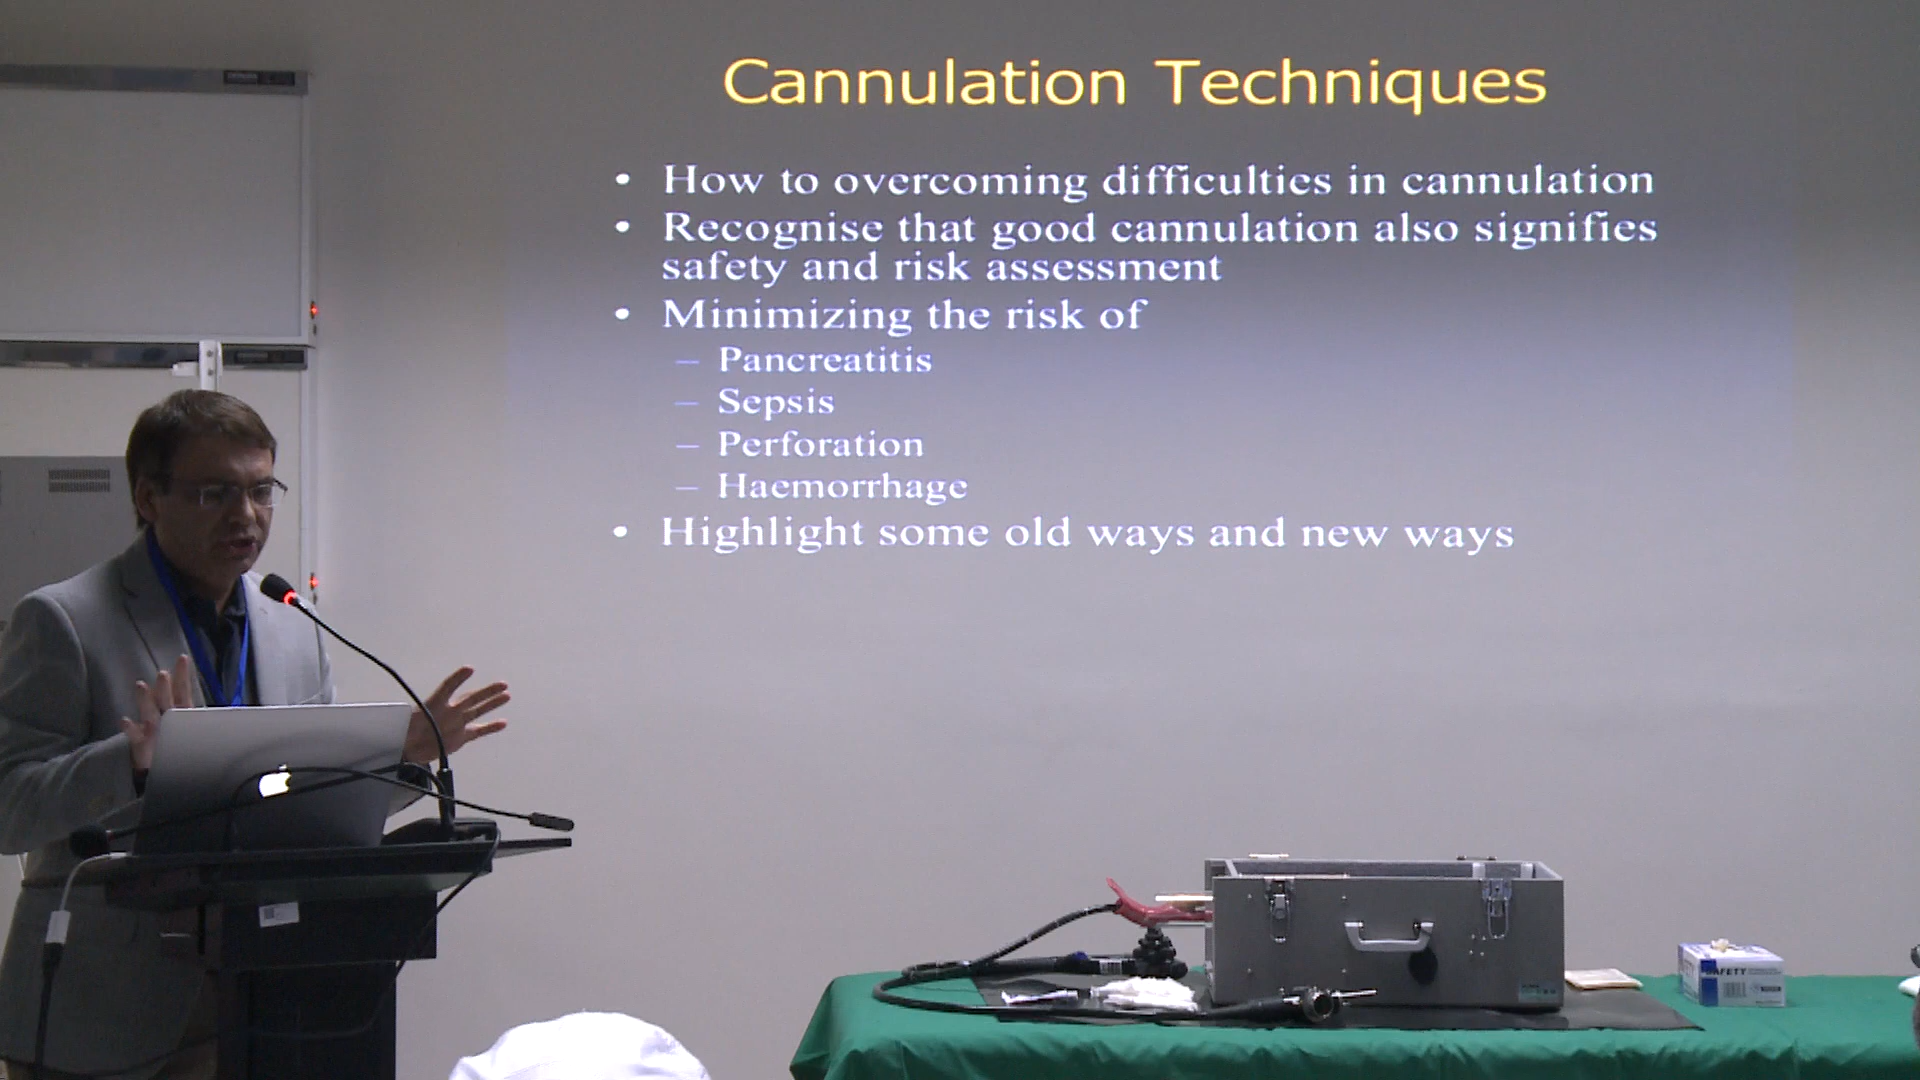 Cannulation Techniques
• How to overcoming difficulties in cannulation
• Recognise that good cannulation also signifies
safety and risk assessment
• Minimizing the risk of
– Pancreatitis
– Sepsis
– Perforation
– Haemorrhage
• Highlight some old ways and new ways
SAFETY